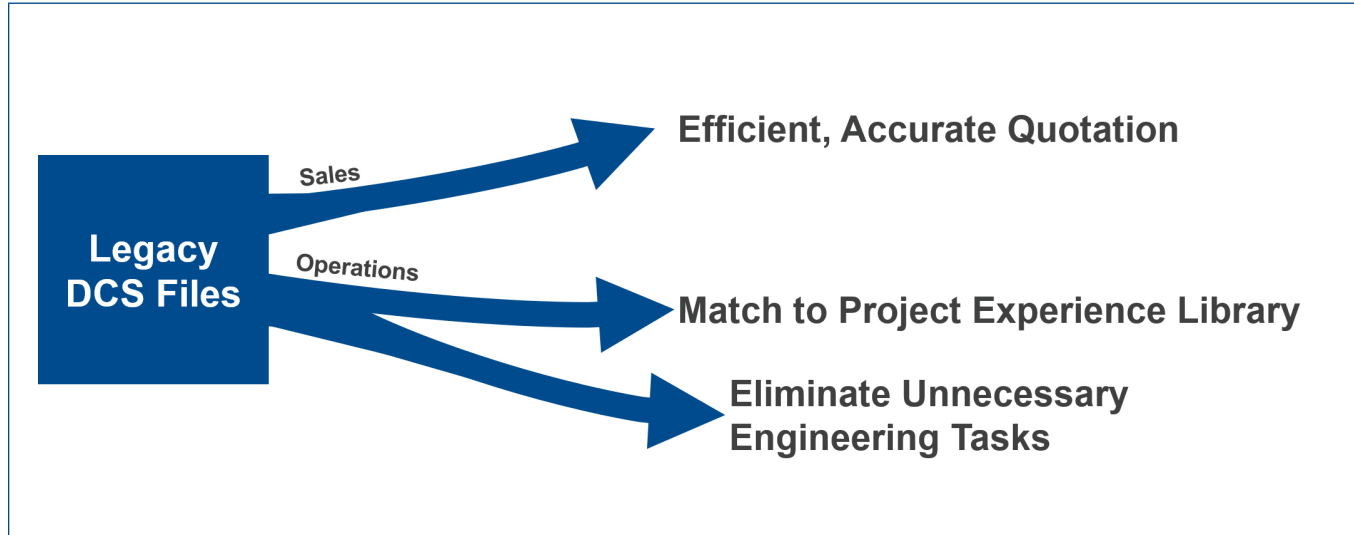 Efficient, Accurate Quotation
Sales
Legacy
DCS Files
Operations
Match to Project Experience Library
Eliminate Unnecessary
Engineering Tasks